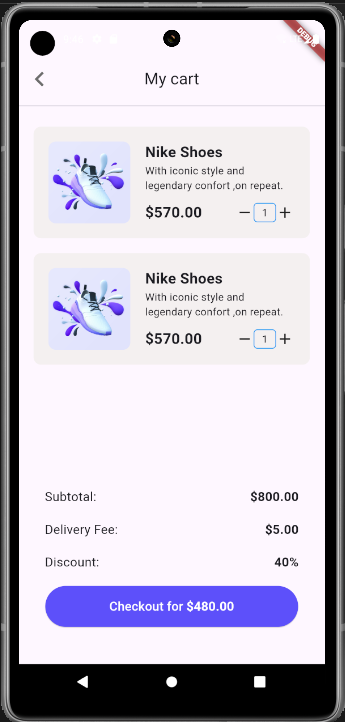 DEBUG
My cart
Nike Shoes
With iconic style and
legendary confort ,on repeat.
$570.00
1
Nike Shoes
With iconic style and
legendary confort ,on repeat.
$570.00
1
Subtotal:
$800.00
Delivery Fee:
$5.00
Discount:
40%
Checkout for $480.00